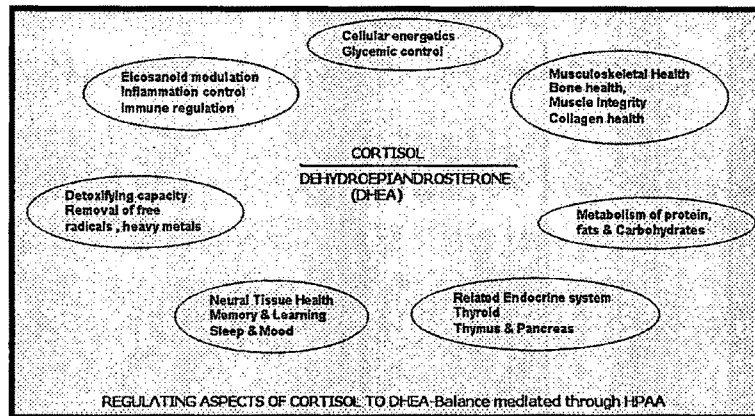 Cellular energetics
Glycemic control
Eicosanoid modulation
Inflammation control
Immune regulation
Musculoskeletal Health
Bone health,
Muscle Integrity
Collagen health
CORTISOL
DEHYDROEPIANDROSTERONE
(DHEA)
Detoxifying capacity
Removal of free
radicals , heavy metals
Metabolism of protein,
fats & Carbohydrates
Neural Tissue Health
Memory & Learning
Sleep & Mood
Related Endocrine system
Thyroid
Thymus & Pancreas
REGULATING ASPECTS OF CORTISOL TO DHEA-Balance mediated through HPAA